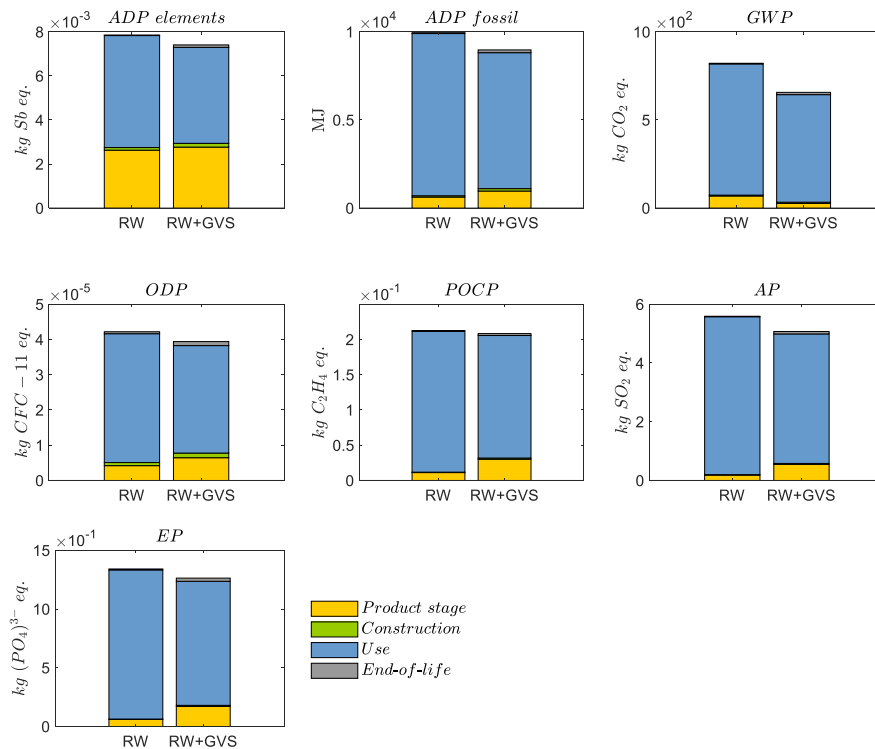 ADP elements
×10⁻³
8
6
4
2
0
kg Sb eq.
RW RW+GVS
ADP fossil
×10⁴
1
0.5
0
MJ
RW RW+GVS
GWP
×10²
10
5
0
kg CO₂ eq.
RW RW+GVS
ODP
×10⁻⁵
5
4
3
2
1
0
kg CFC − 11 eq.
RW RW+GVS
POCP
×10⁻¹
2
1.5
1
0.5
0
kg C₂H₄ eq.
RW RW+GVS
AP
6
4
2
0
kg SO₂ eq.
RW RW+GVS
EP
×10⁻¹
15
10
5
0
kg (PO₄)³⁻ eq.
RW RW+GVS
Product stage
Construction
Use
End-of-life